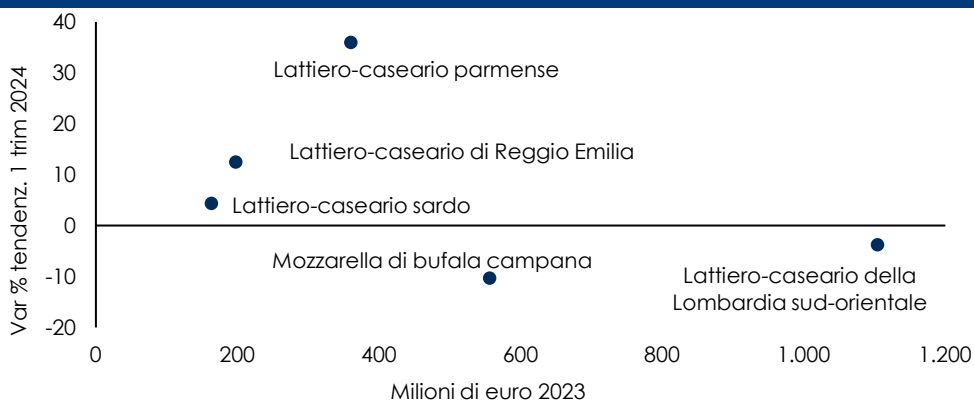 40
30
20
10
0
-10
-20
Var % tendenz. 1 trim 2024
Lattiero-caseario parmense
Lattiero-caseario di Reggio Emilia
Lattiero-caseario sardo
Mozzarella di bufala campana
Lattiero-caseario della
Lombardia sud-orientale
0
200
400
600
800
1.000
1.200
Milioni di euro 2023